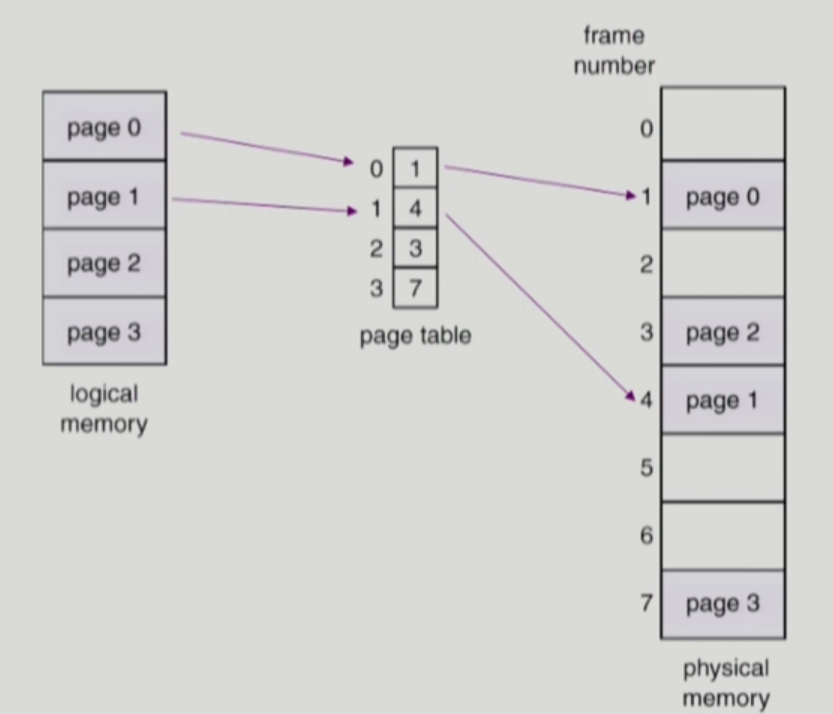 page 0
page 1
page 2
page 3
logical
memory
0 1
1 4
2 3
3 7
page table
frame
number
0
1 page 0
2
3 page 2
4 page 1
5
6
7 page 3
physical
memory